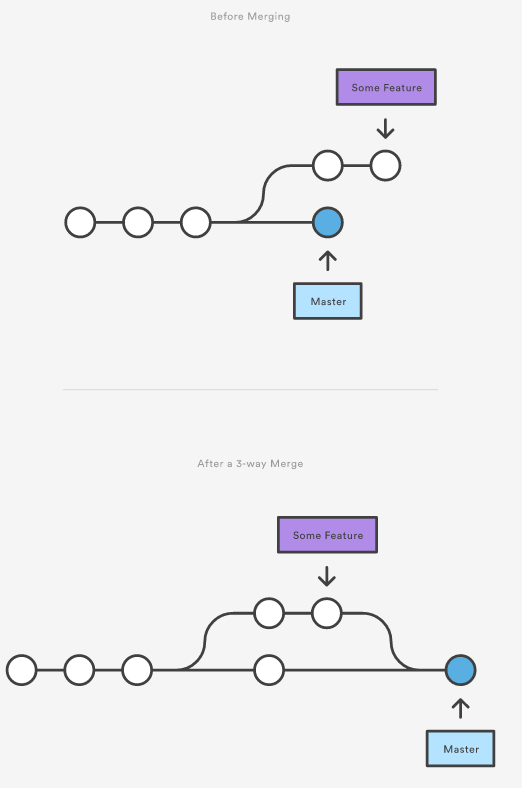 Before Merging
Some Feature
Master
After a 3-way Merge
Some Feature
Master